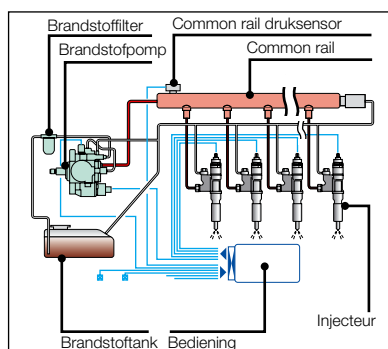 Brandstoffilter
Common rail druksensor
Brandstofpomp
Common rail
Injecteur
Brandstoftank
Bediening